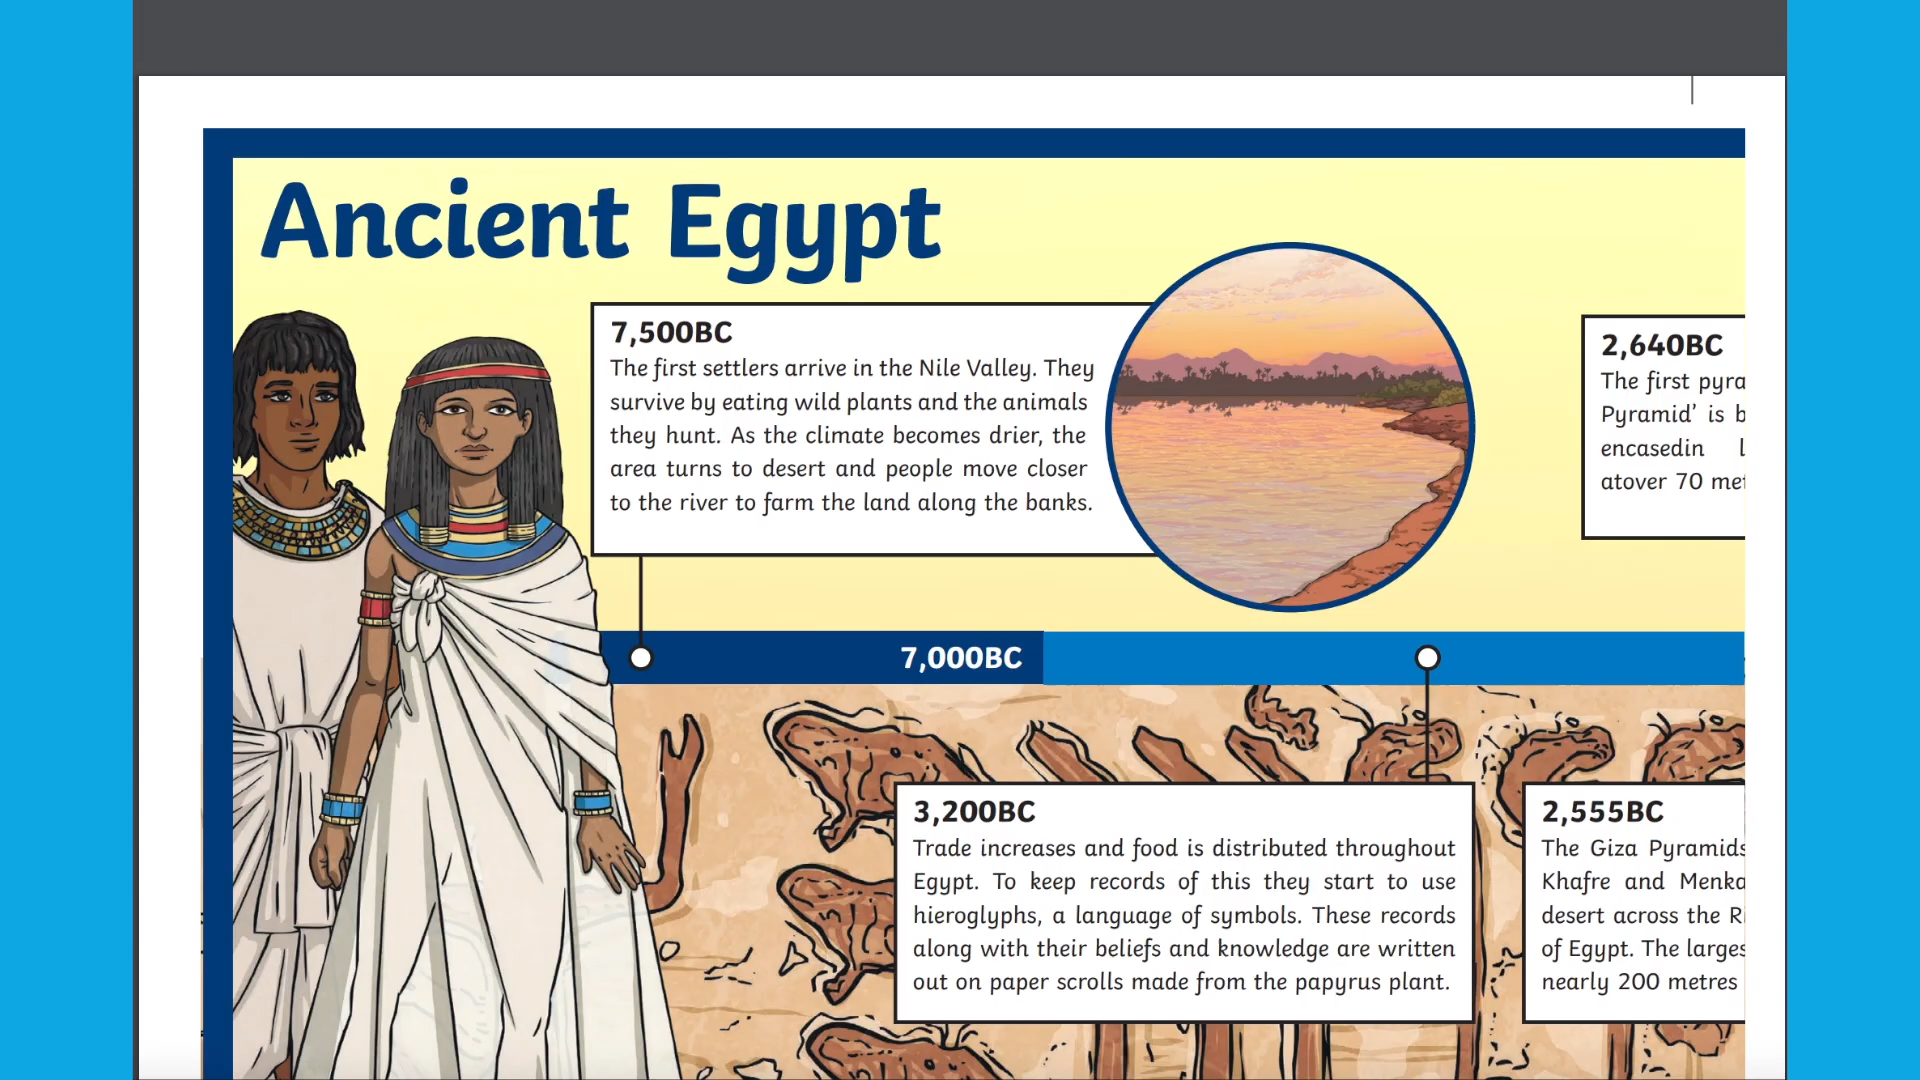 Ancient Egypt
7,500BC
The first settlers arrive in the Nile Valley. They
survive by eating wild plants and the animals
they hunt. As the climate becomes drier, the
area turns to desert and people move closer
to the river to farm the land along the banks.
2,640BC
The first pyra
Pyramid’ is b
encasedin l
atover 70 met
7,000BC
3,200BC
Trade increases and food is distributed throughout
Egypt. To keep records of this they start to use
hieroglyphs, a language of symbols. These records
along with their beliefs and knowledge are written
out on paper scrolls made from the papyrus plant.
2,555BC
The Giza Pyramids
Khafre and Menka
desert across the Ri
of Egypt. The larges
nearly 200 metres